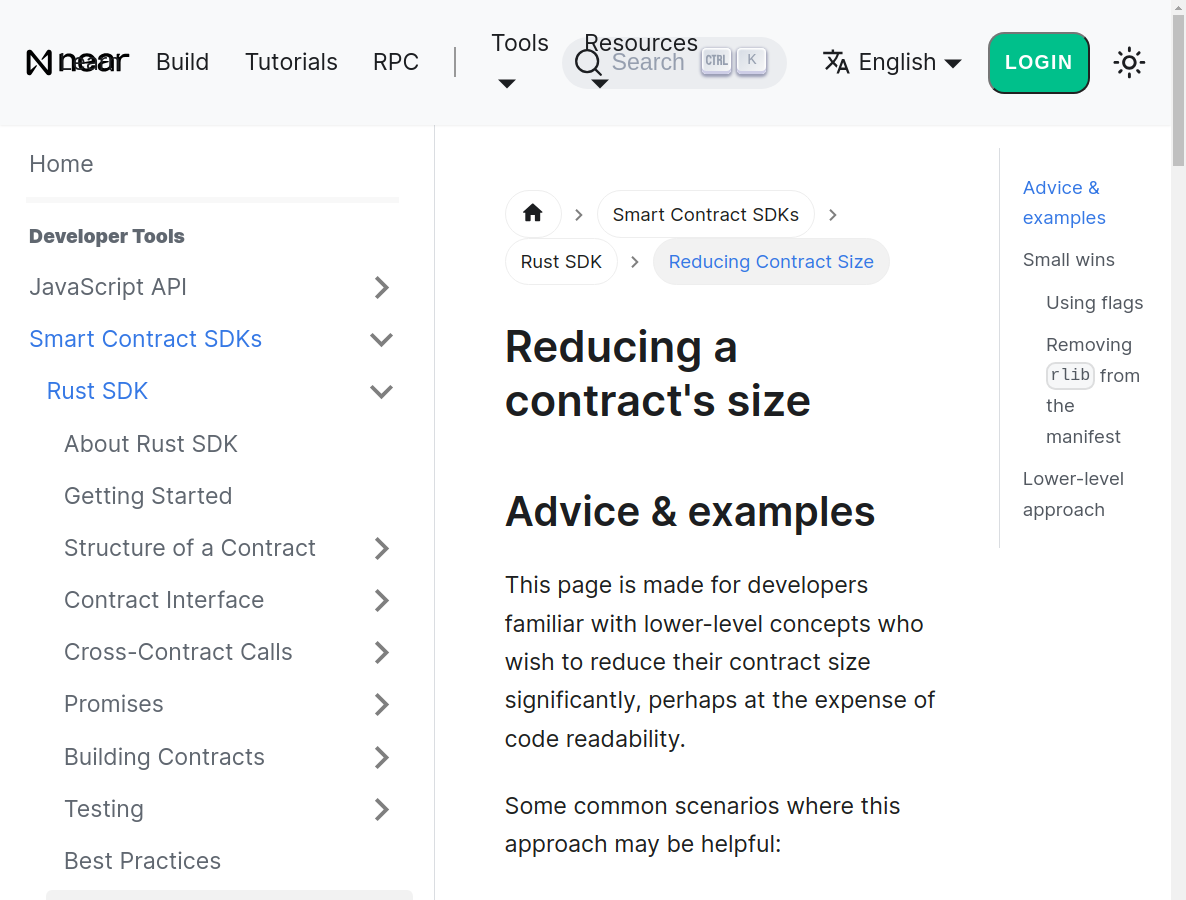 near
Learn
Build
Tutorials
RPC
Tools
Resources
Search
CTRL
K
English
LOGIN
Home
Developer Tools
JavaScript API
Smart Contract SDKs
Rust SDK
About Rust SDK
Getting Started
Structure of a Contract
Contract Interface
Cross-Contract Calls
Promises
Building Contracts
Testing
Best Practices
Smart Contract SDKs
Rust SDK
Reducing Contract Size
Reducing a
contract's size
Advice & examples
This page is made for developers
familiar with lower-level concepts who
wish to reduce their contract size
significantly, perhaps at the expense of
code readability.
Some common scenarios where this
approach may be helpful:
Advice &
examples
Small wins
Using flags
Removing
rlib from
the
manifest
Lower-level
approach